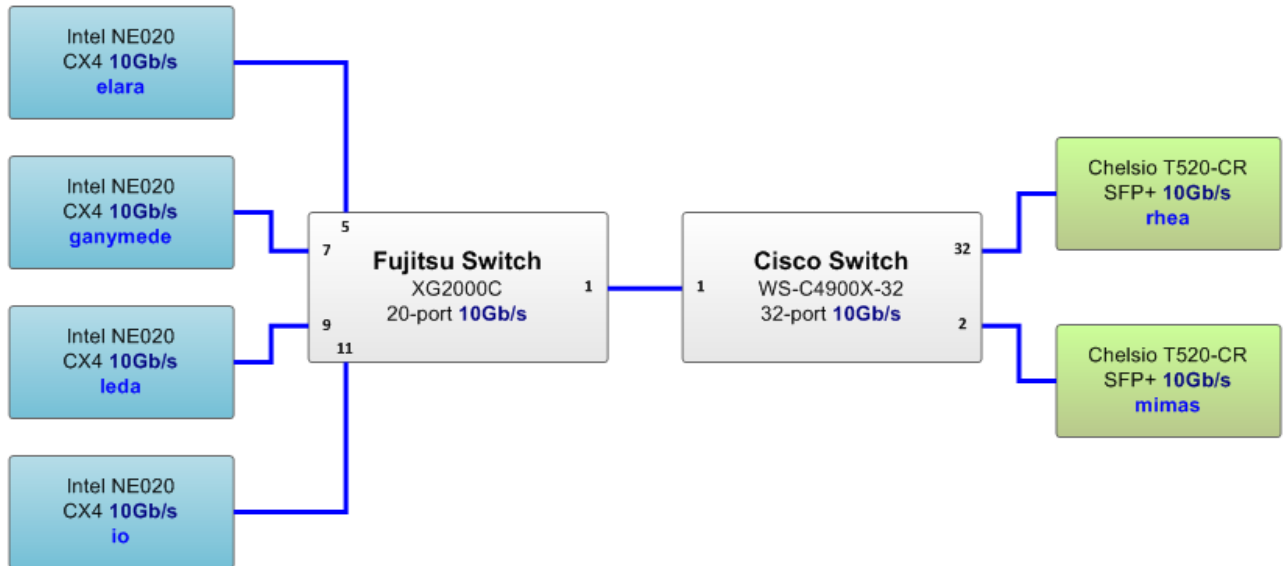 Intel NE020
CX4 10Gb/s
elara
Intel NE020
CX4 10Gb/s
ganymede
Intel NE020
CX4 10Gb/s
leda
Intel NE020
CX4 10Gb/s
io
5
7
9
11
Fujitsu Switch
XG2000C
20-port 10Gb/s
1
1
Cisco Switch
WS-C4900X-32
32-port 10Gb/s
32
2
Chelsio T520-CR
SFP+ 10Gb/s
rhea
Chelsio T520-CR
SFP+ 10Gb/s
mimas